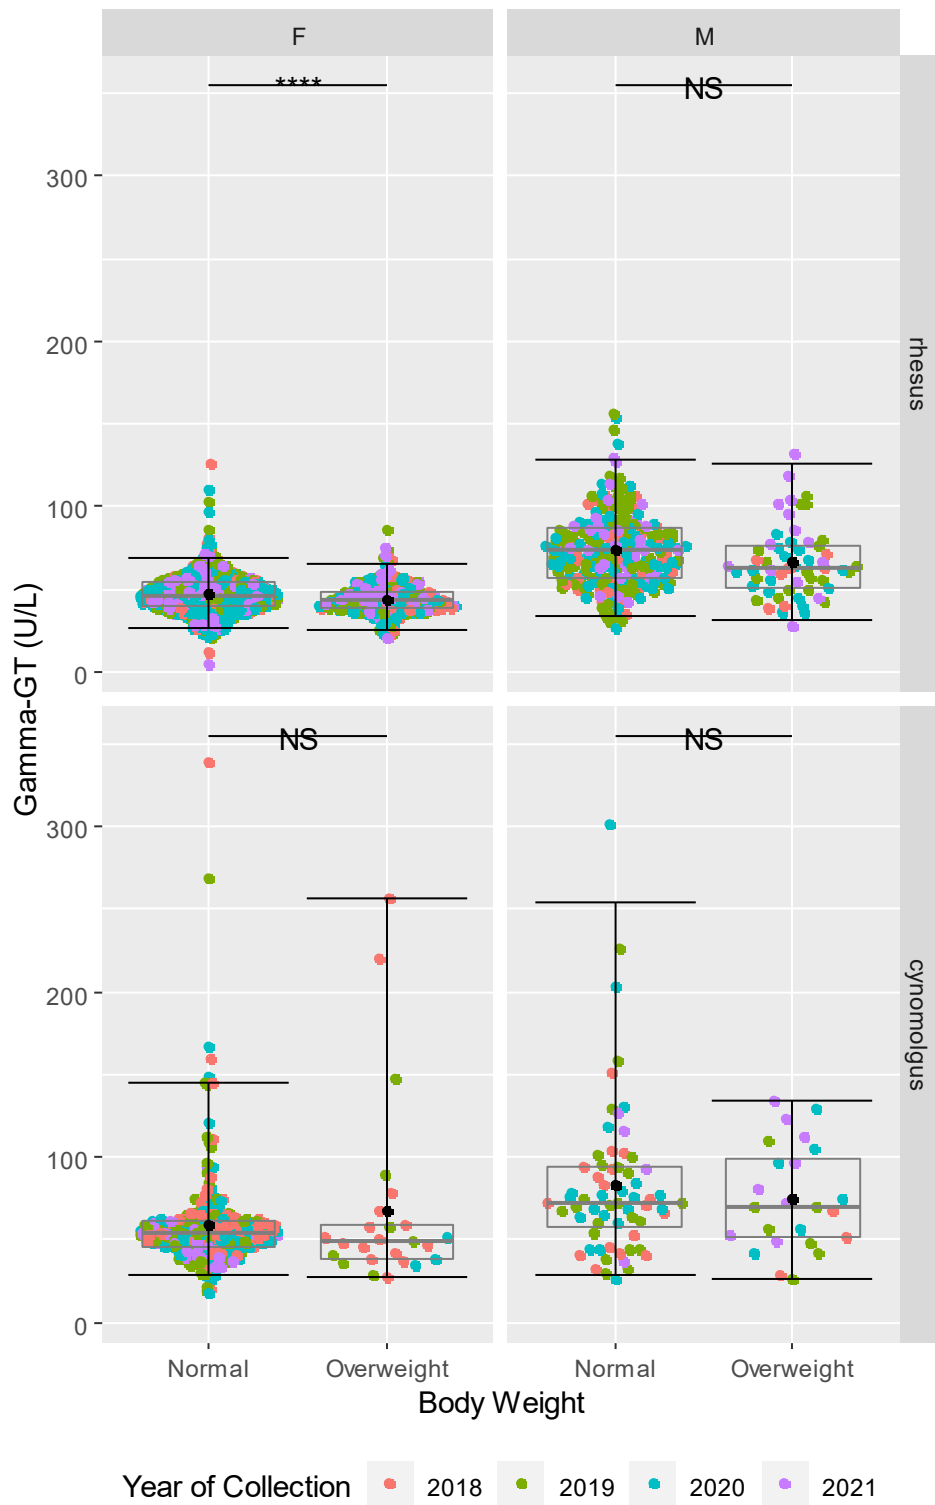 F M
**** NS
300
200
100
0
rhesus
Gamma-GT (U/L)
NS NS
300
200
100
0
cynomolgus
Normal Overweight Normal Overweight
Body Weight
Year of Collection 2018 2019 2020 2021